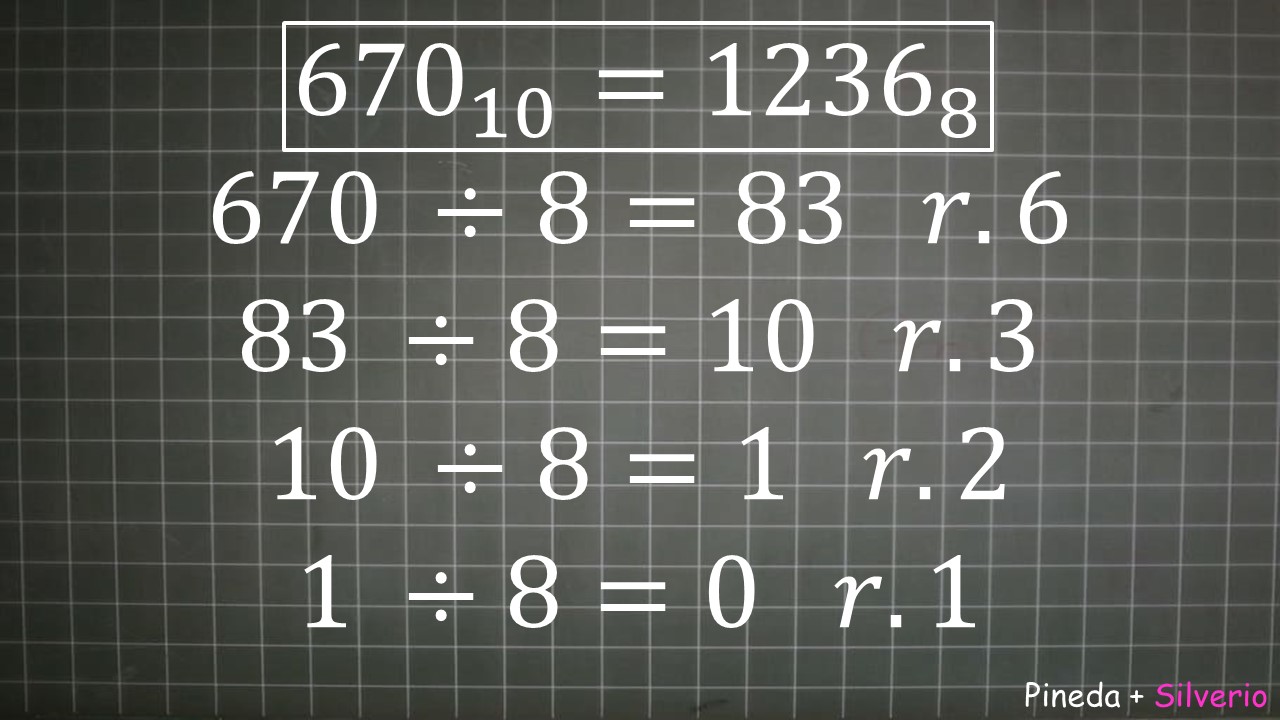 670₁₀ = 1236₈
670 ÷ 8 = 83 r. 6
83 ÷ 8 = 10 r. 3
10 ÷ 8 = 1 r. 2
1 ÷ 8 = 0 r. 1
Pineda + Silverio